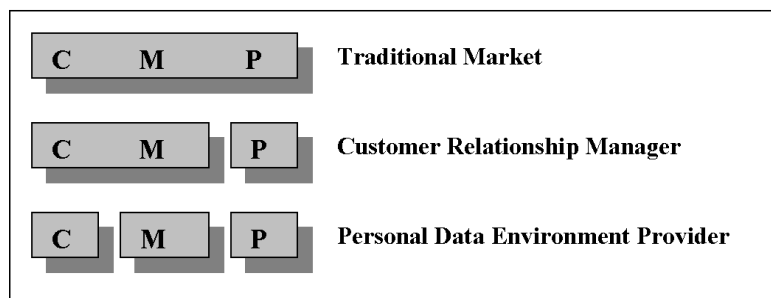 C M P Traditional Market
C M P Customer Relationship Manager
C M P Personal Data Environment Provider